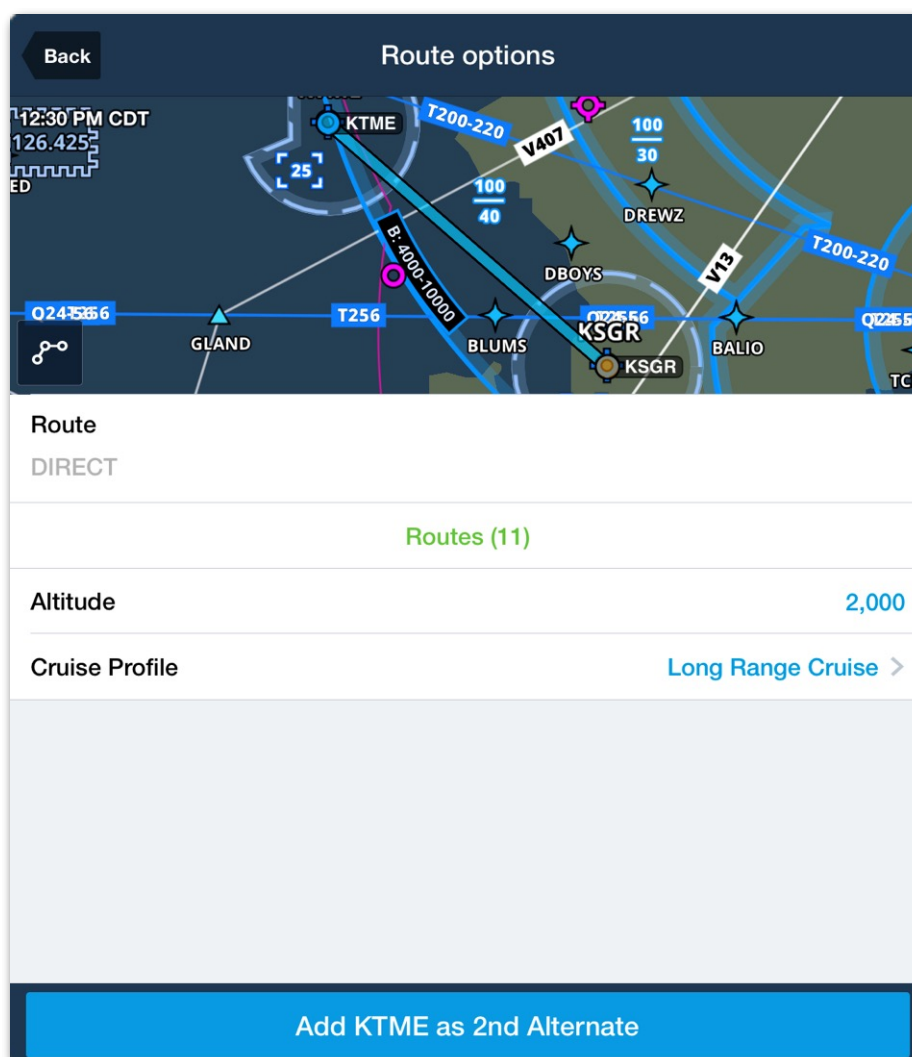 Back
Route options
12:30 PM CDT
126.425
ED
KTME
T200-220
V407
100
30
25
100
40
DREWZ
B: 4000-10000
DBOYS
V13
T200-220
T256
GLAND
BLUMS
KSGR
KSGR
BALIO
TC
Route
DIRECT
Routes (11)
Altitude
2,000
Cruise Profile
Long Range Cruise
Add KTME as 2nd Alternate